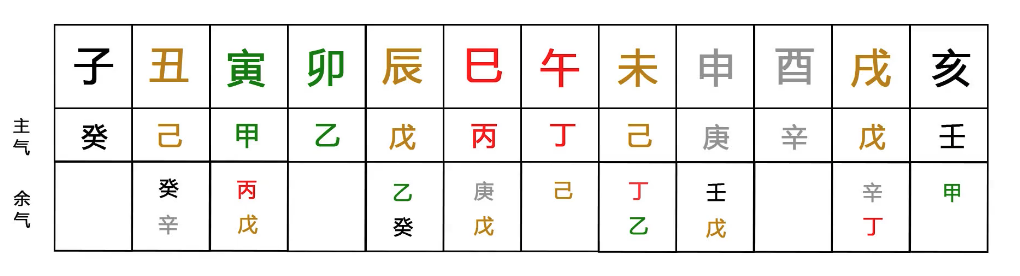 子 丑 寅 卯 辰 巳 午 未 申 酉 戌 亥
主气 癸 己 甲 乙 戊 丙 丁 己 庚 辛 戊 壬
余气 癸 丙 乙 庚 己 丁 壬 辛 甲
辛 戊 癸 戊 乙 戊 丁